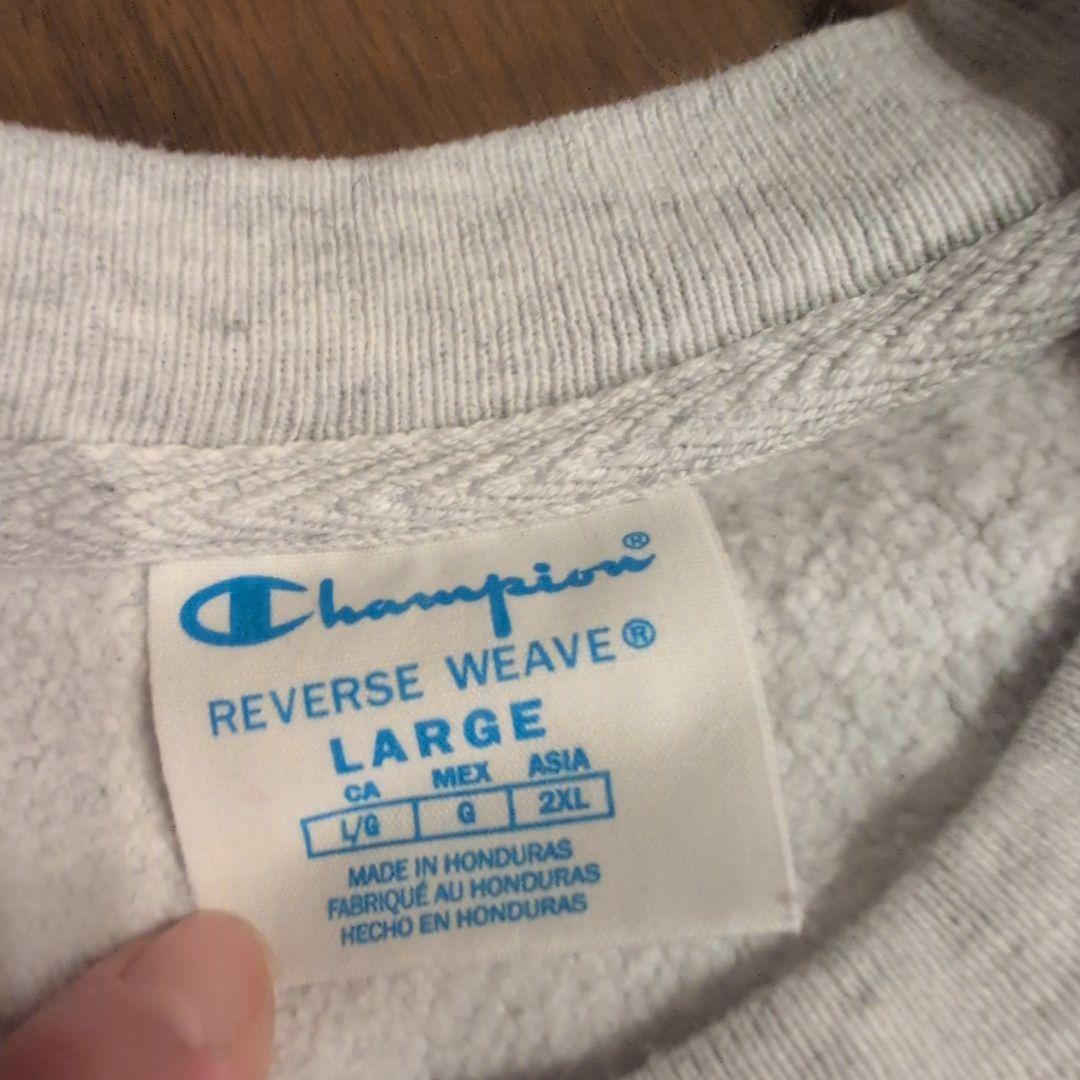 Champion®
REVERSE WEAVE®
LARGE
CA MEX ASIA
L/G G 2XL
MADE IN HONDURAS
FABRIQUÉ AU HONDURAS
HECHO EN HONDURAS